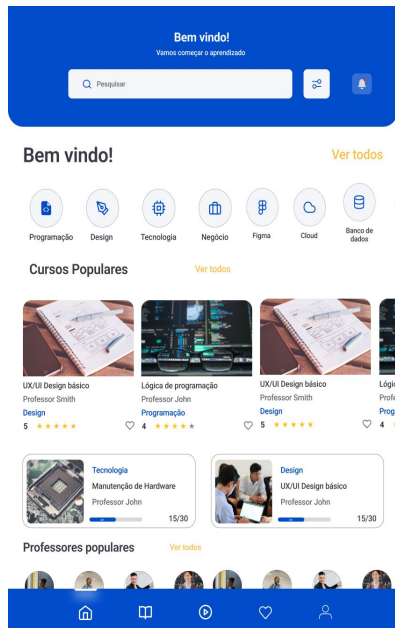 Bem vindo!
Vamos começar o aprendizado
Pesquisar
Bem vindo!
Ver todos
Programação
Design
Tecnologia
Negócio
Figma
Cloud
Banco de
dados
Cursos Populares
Ver todos
UX/UI Design básico
Professor Smith
Design
5
Lógica de programação
Professor John
Programação
4
UX/UI Design básico
Professor Smith
Design
5
Lógi
Profe
Prog
4
Tecnologia
Manutenção de Hardware
Professor John
15/30
Design
UX/UI Design básico
Professor John
15/30
Professores populares
Ver todos